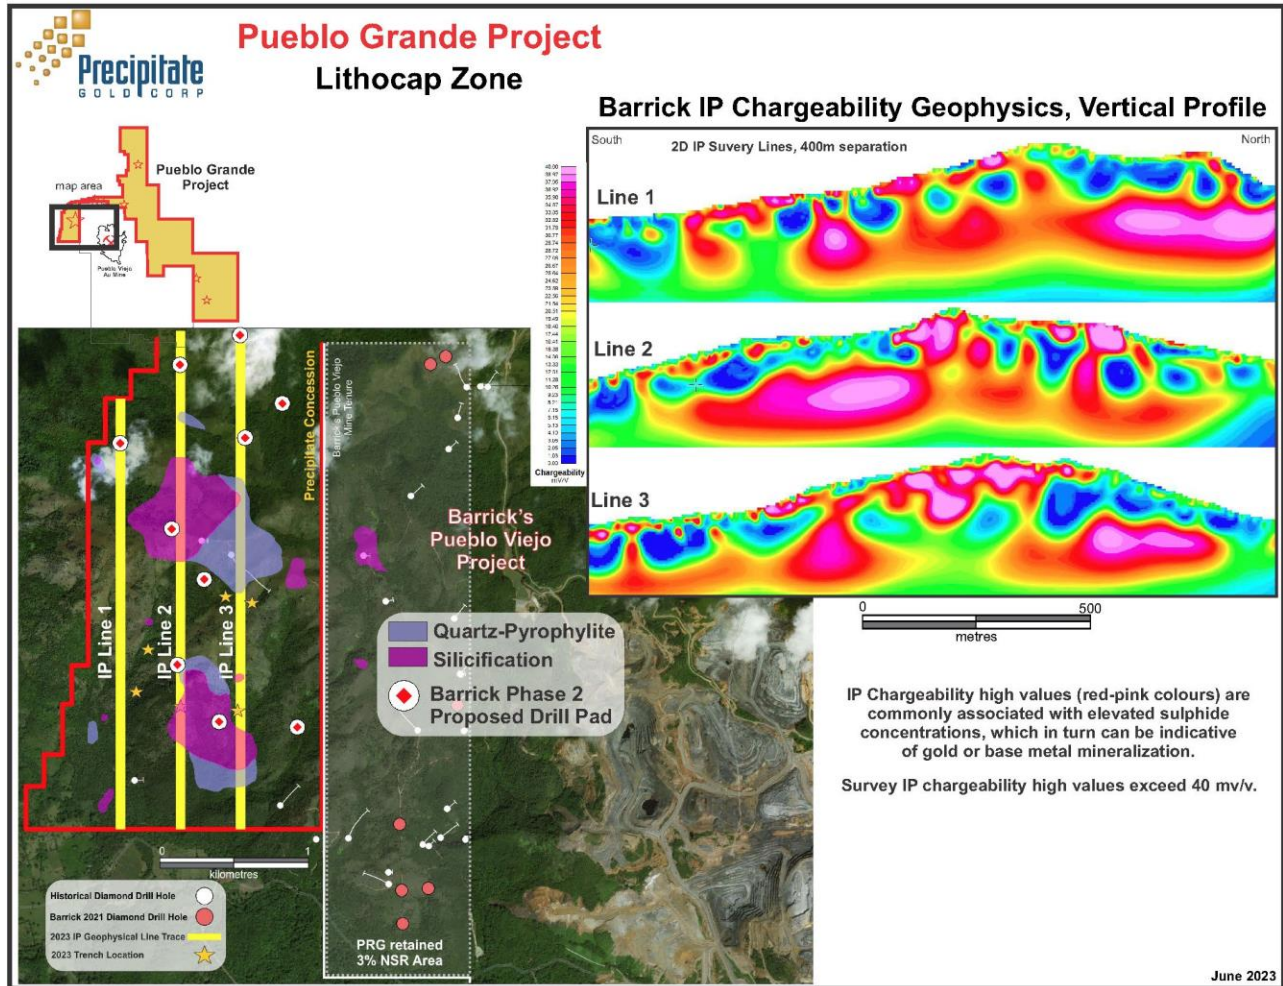 Precipitate
GOLD CORP
Pueblo Grande Project
Lithocap Zone
Barrick IP Chargeability Geophysics, Vertical Profile
South
2D IP Suvery Lines, 400m separation
North
Line 1
Line 2
Line 3
map area
Pueblo Grande
Project
Pueblo Viejo
Au Mine
Chargeability
mV/V
Precipitate Concession
Barrick's Pueblo Viejo
Mine Tenure
Barrick's
Pueblo Viejo
Project
IP Line 1
IP Line 2
IP Line 3
Quartz-Pyrophylite
Silicification
Barrick Phase 2
Proposed Drill Pad
0 500
metres
IP Chargeability high values (red-pink colours) are
commonly associated with elevated sulphide
concentrations, which in turn can be indicative
of gold or base metal mineralization.
Survey IP chargeability high values exceed 40 mv/v.
0 1
kilometres
Historical Diamond Drill Hole
Barrick 2021 Diamond Drill Hole
2023 IP Geophysical Line Trace
2023 Trench Location
PRG retained
3% NSR Area
June 2023